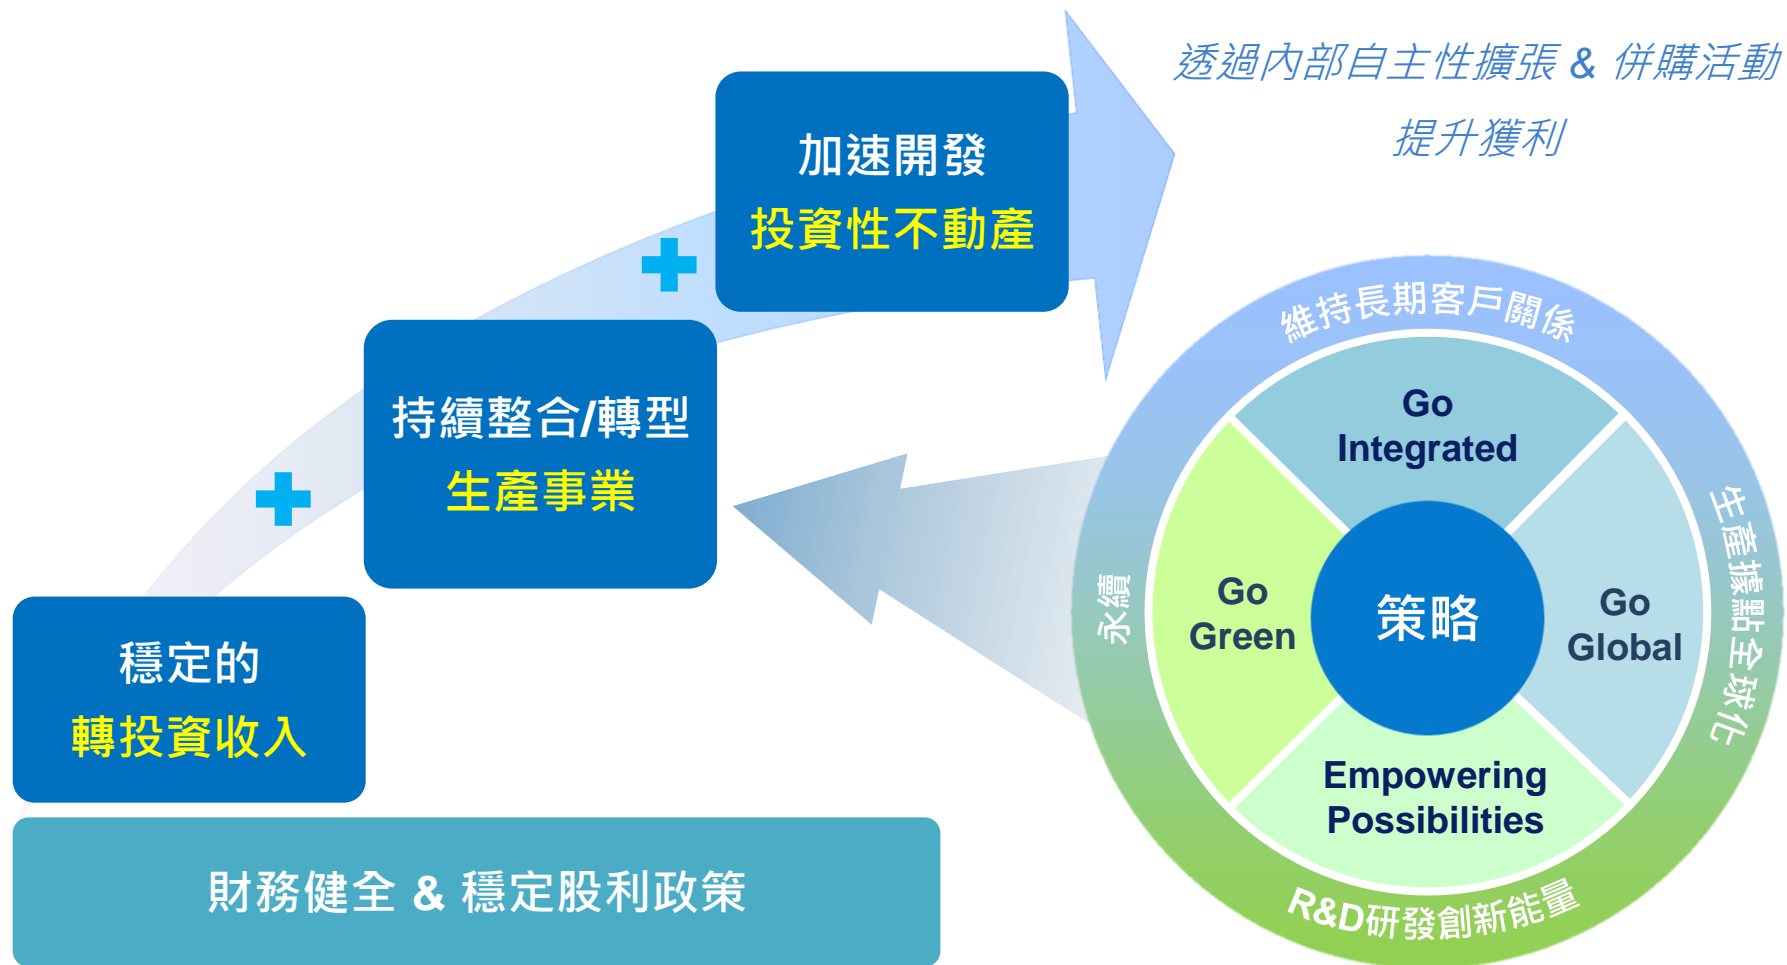 透過內部自主性擴張 & 併購活動
提升獲利
加速開發
投資性不動產
持續整合/轉型
生產事業
穩定的
轉投資收入
財務健全 & 穩定股利政策
維持長期客戶關係
生產據點全球化
R&D研發創新能量
永續
Go
Integrated
Go
Global
Empowering
Possibilities
Go
Green
策略